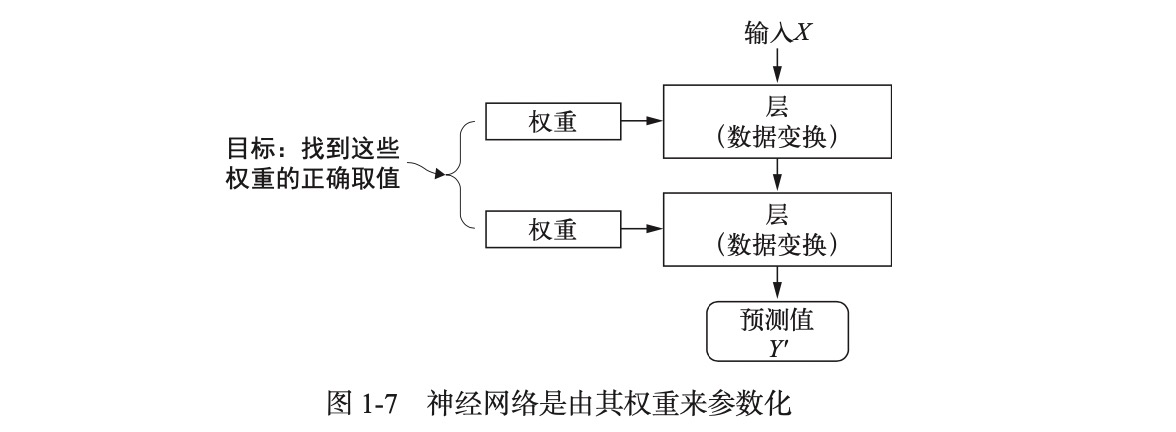 输入X
权重
层
（数据变换）
目标：找到这些
权重的正确取值
权重
层
（数据变换）
预测值
Y′
图 1-7 神经网络是由其权重来参数化